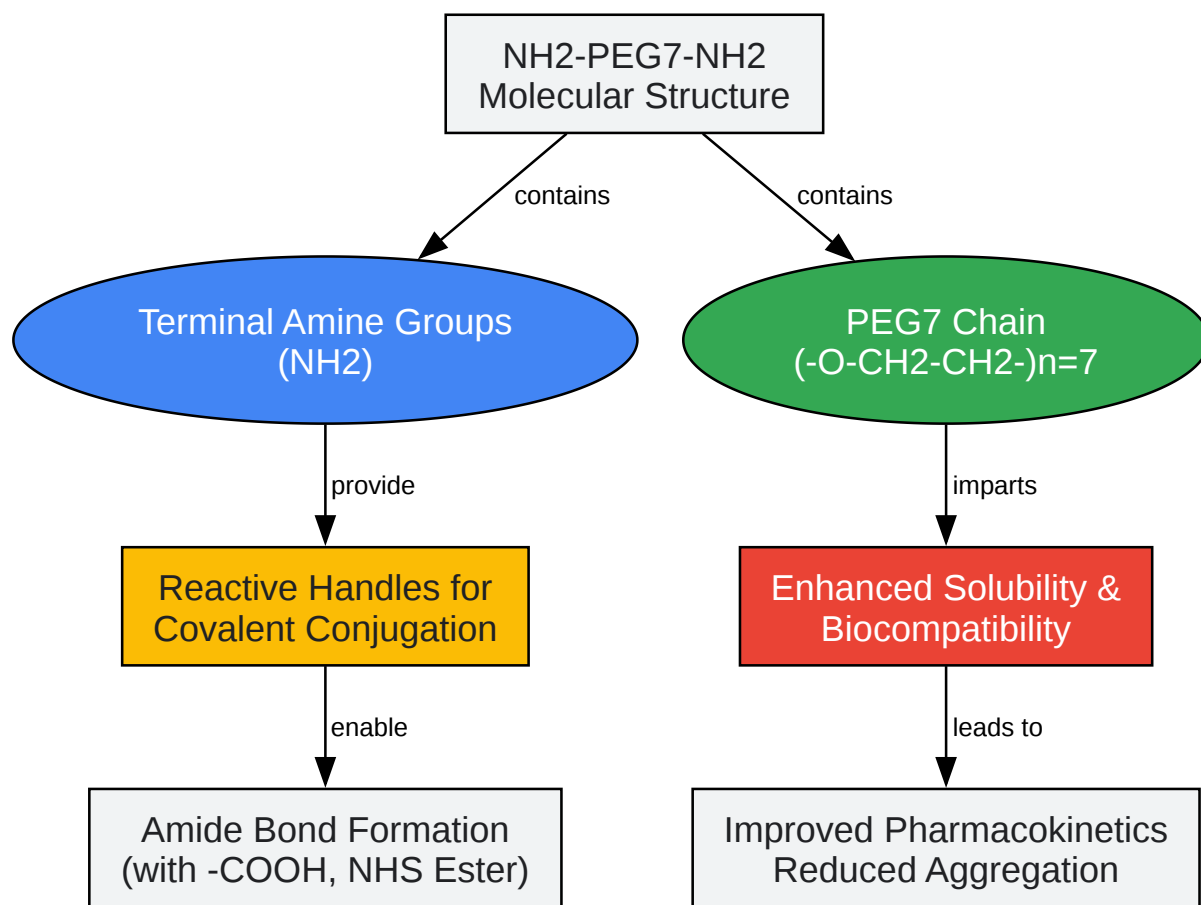 NH2-PEG7-NH2
Molecular Structure
contains
contains
Terminal Amine Groups
(NH2)
PEG7 Chain
(-O-CH2-CH2-)n=7
provide
imparts
Reactive Handles for
Covalent Conjugation
Enhanced Solubility &
Biocompatibility
enable
leads to
Amide Bond Formation
(with -COOH, NHS Ester)
Improved Pharmacokinetics
Reduced Aggregation